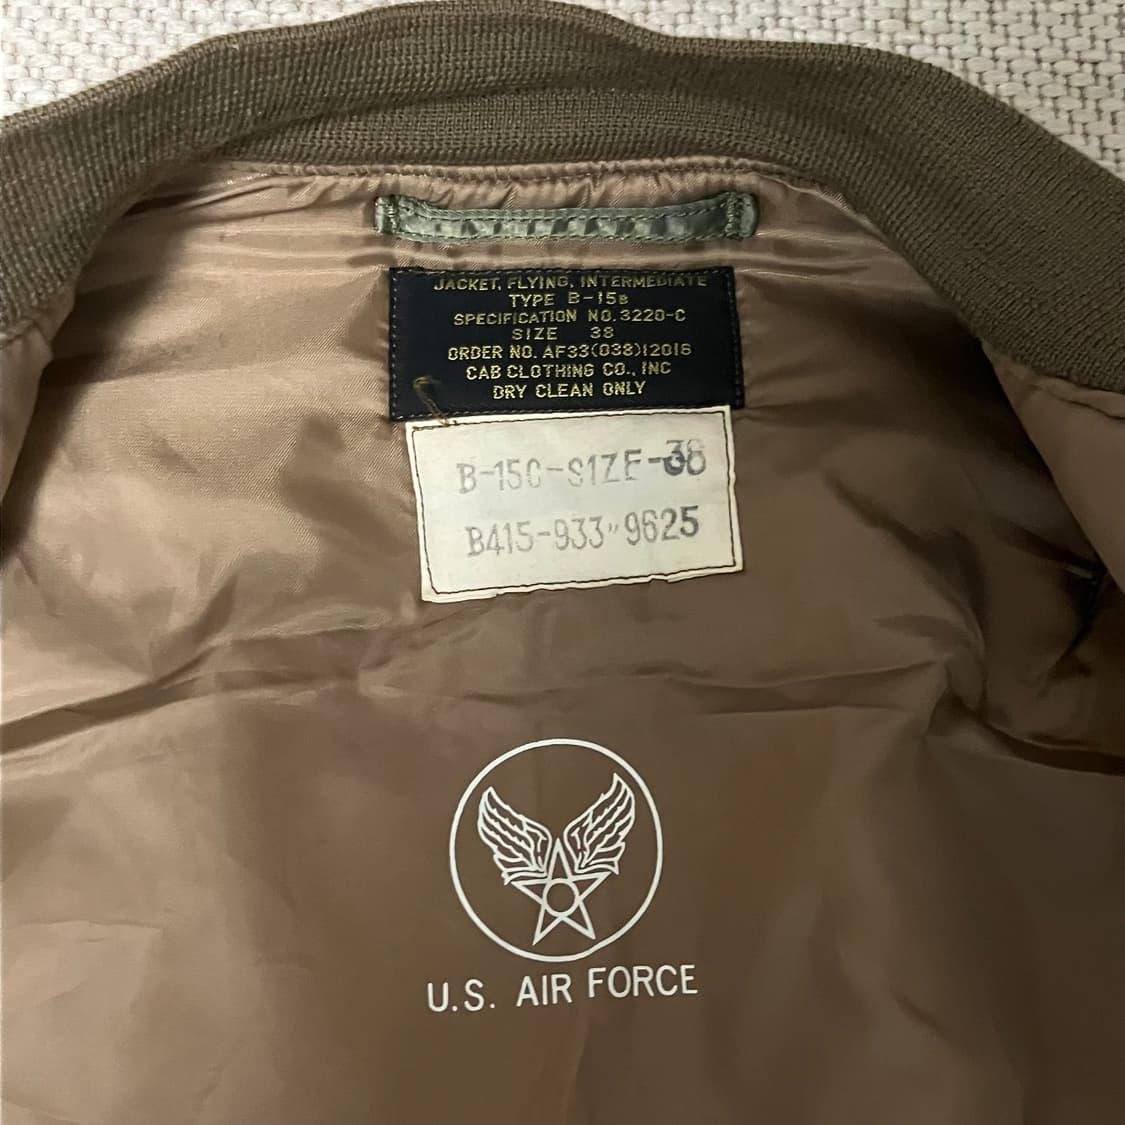 JACKET, FLYING, INTERMEDIATE
TYPE B-15B
SPECIFICATION NO. 3220-C
SIZE 38
ORDER NO. AF33(038)12016
CAB CLOTHING CO., INC
DRY CLEAN ONLY
B-15C-SIZE-38
B415-933"9625
U.S. AIR FORCE